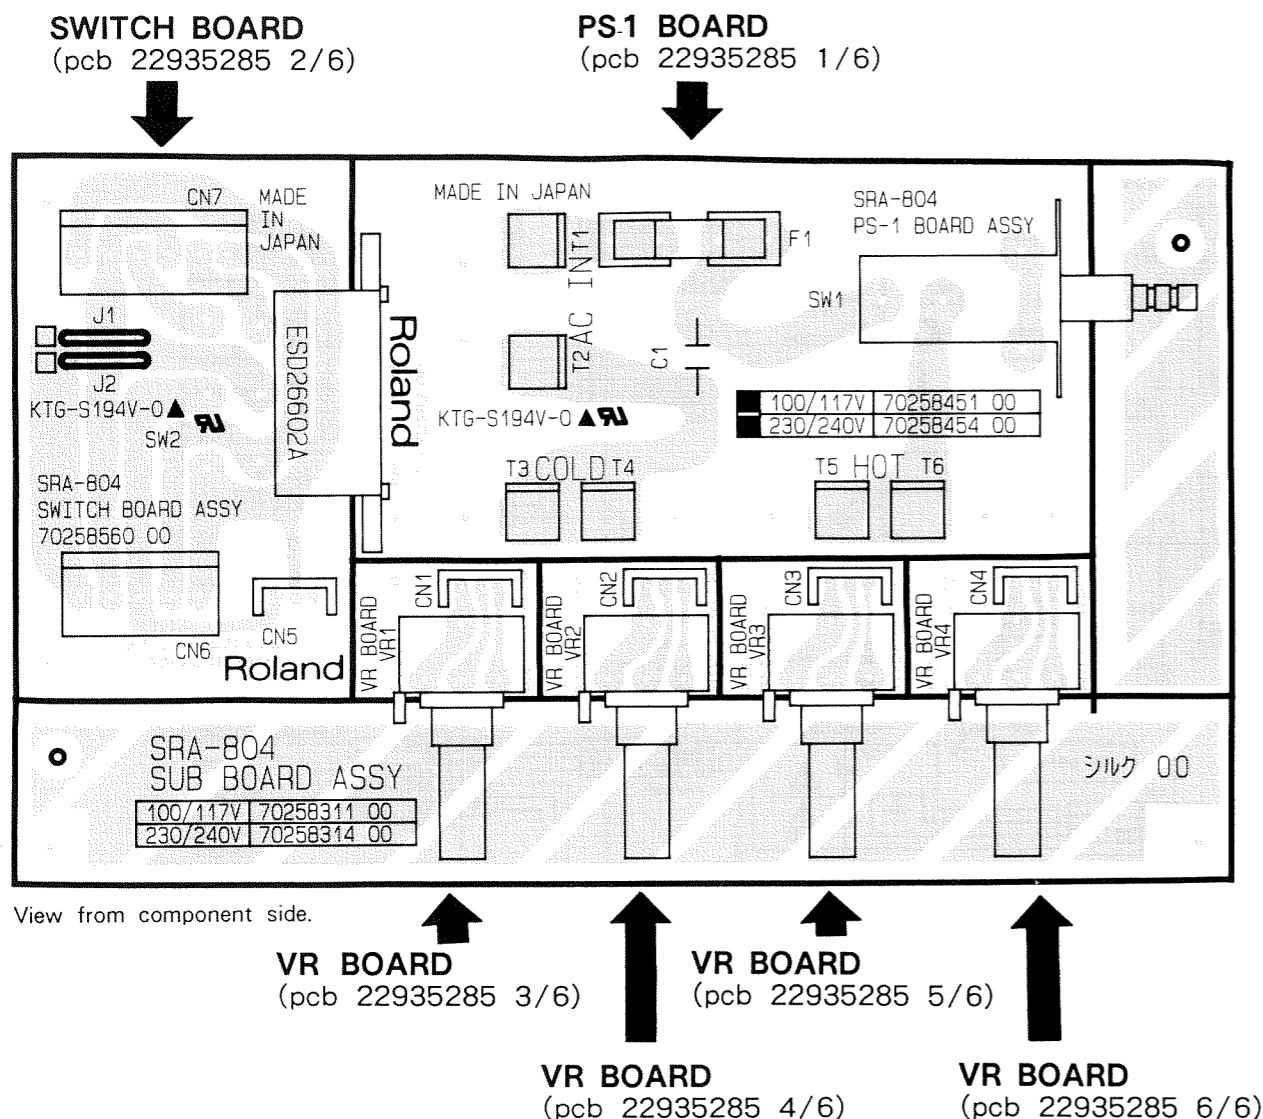 SWITCH BOARD
(pcb 22935285 2/6)
PS-1 BOARD
(pcb 22935285 1/6)
CN7
MADE
IN
JAPAN
J1
J2
KTG-S194V-0
SW2
ESD26602A
SRA-804
SWITCH BOARD ASSY
70258560 00
CN6
CN5
Roland
Roland
MADE IN JAPAN
T1
AC IN
T2
F1
C1
KTG-S194V-0
SRA-804
PS-1 BOARD ASSY
SW1
100/117V 70258451 00
230/240V 70258454 00
T3 COLD T4
T5 HOT T6
VR BOARD
VR1
CN1
VR BOARD
VR2
CN2
VR BOARD
VR3
CN3
VR BOARD
VR4
CN4
SRA-804
SUB BOARD ASSY
100/117V 70258311 00
230/240V 70258314 00
シルク 00
View from component side.
VR BOARD
(pcb 22935285 3/6)
VR BOARD
(pcb 22935285 5/6)
VR BOARD
(pcb 22935285 4/6)
VR BOARD
(pcb 22935285 6/6)